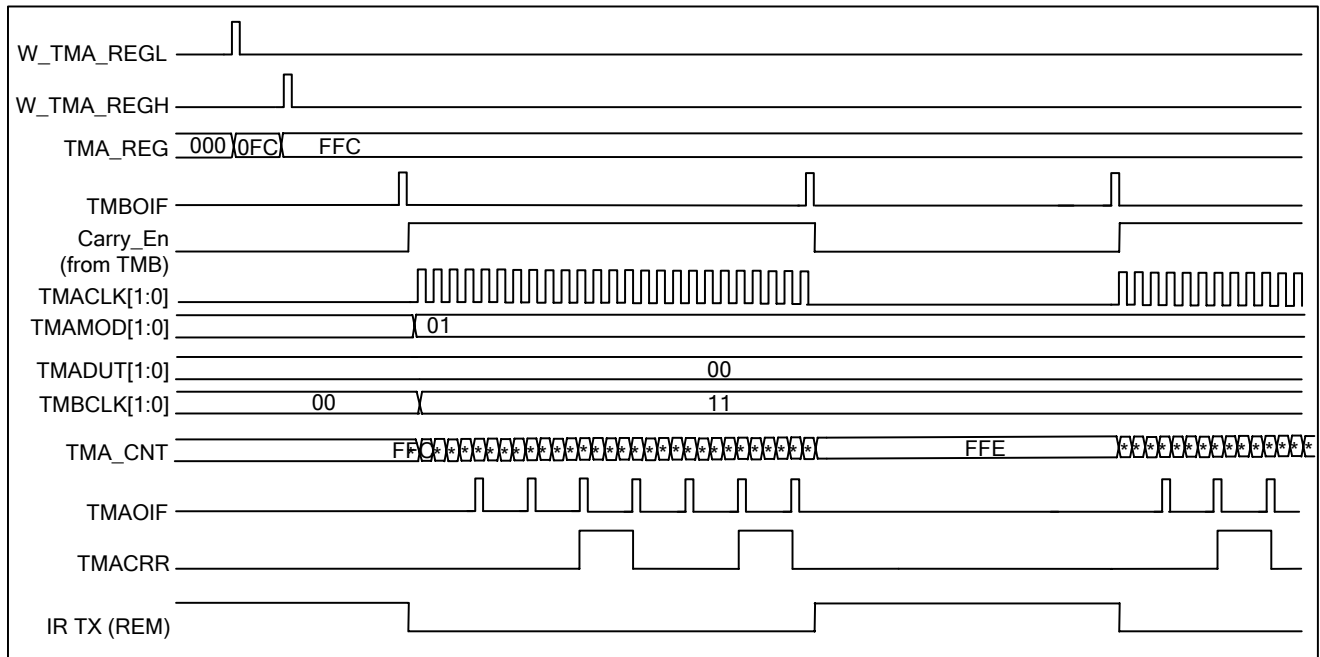 W_TMA_REGL
W_TMA_REGH
TMA_REG 000 0FC FFC
TMBOIF
Carry_En
(from TMB)
TMACLK[1:0]
TMAMOD[1:0] 01
TMADUT[1:0] 00
TMBCLK[1:0] 00 11
TMA_CNT FFE
TMAOIF
TMACRR
IR TX (REM)